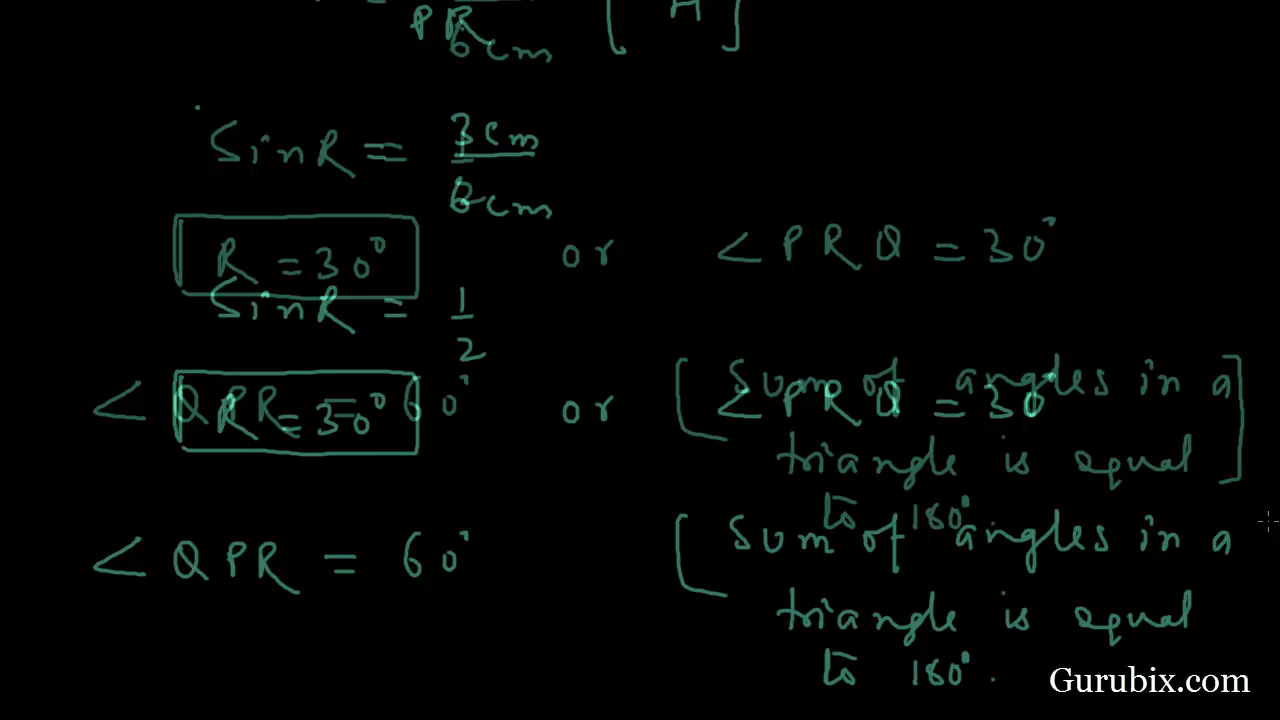 PR [ H ]
6cm
Sin R = 3cm
6cm
R = 30° or < PRQ = 30°
Sin R = 1
2
< QPR = 60° [ Sum of angles in a
R = 30° or < PRQ = 30
triangle is equal ]
to 180°
< QPR = 60° [ Sum of angles in a
triangle is equal
to 180°.
Gurubix.com